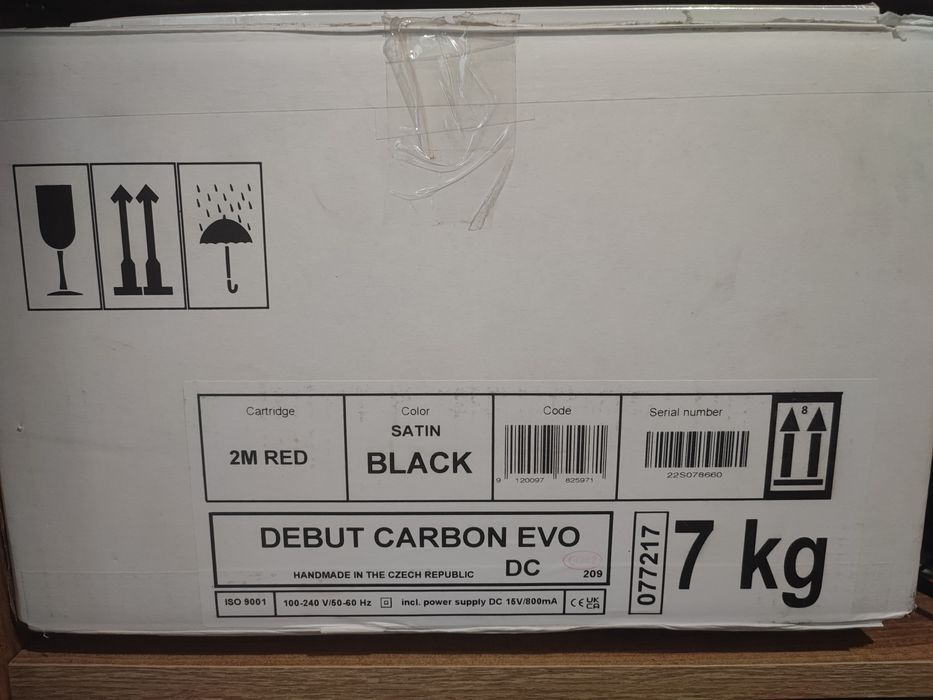 Cartridge
2M RED
Color
SATIN
BLACK
Code
9 120097 825971
Serial number
22S078660
8
DEBUT CARBON EVO
HANDMADE IN THE CZECH REPUBLIC DC 209
077217
7 kg
ISO 9001 100-240 V/50-60 Hz incl. power supply DC 15V/800mA CE UK CA